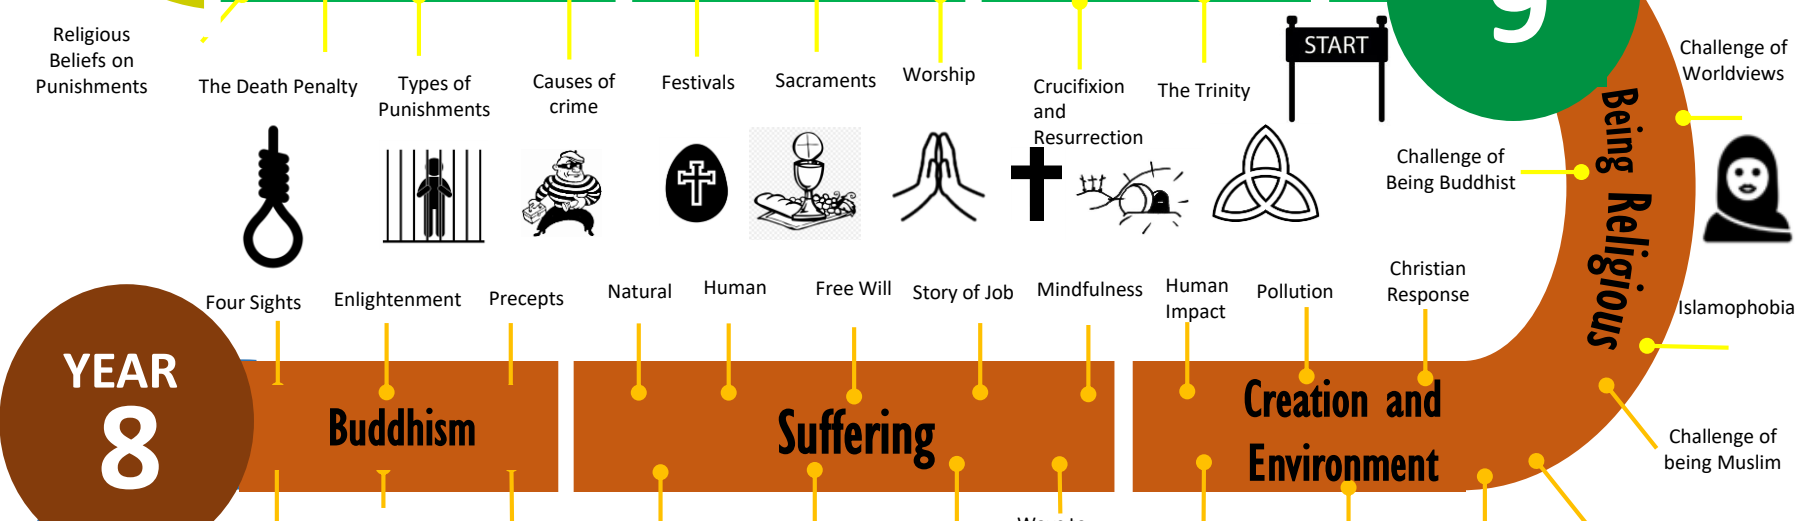 9
START
Religious
Beliefs on
Punishments
The Death Penalty
Types of
Punishments
Causes of
crime
Festivals
Sacraments
Worship
Crucifixion
and
Resurrection
The Trinity
Challenge of
Worldviews
Challenge of
Being Buddhist
Being Religious
Islamophobia
Challenge of
being Muslim
Four Sights
Enlightenment
Precepts
Natural
Human
Free Will
Story of Job
Mindfulness
Human
Impact
Pollution
Christian
Response
YEAR
8
Buddhism
Suffering
Creation and
Environment